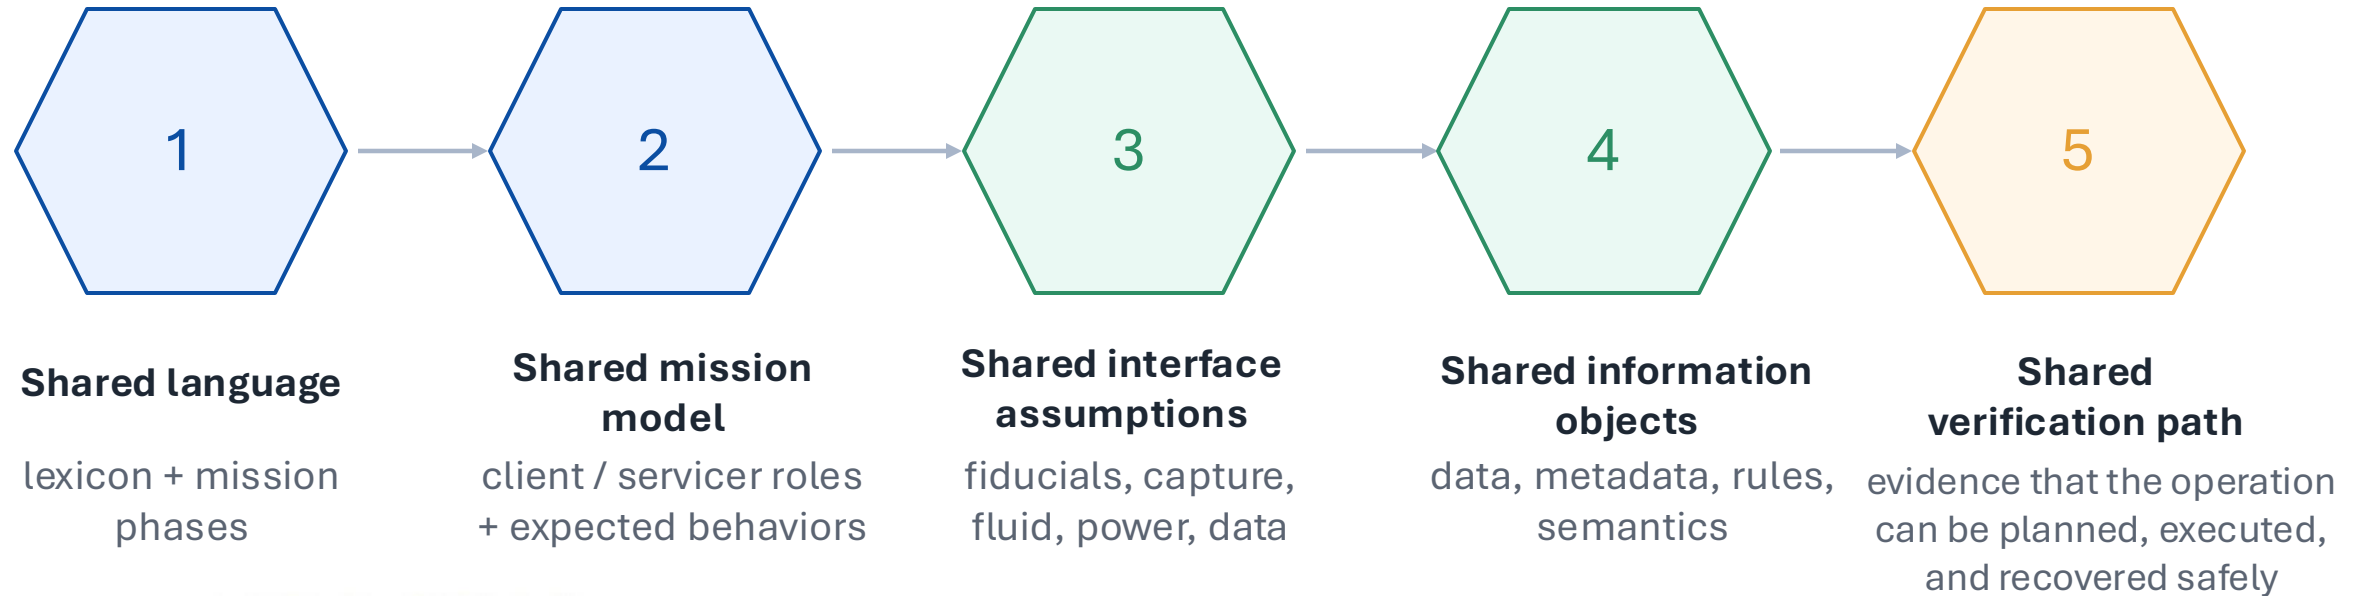 1
2
3
4
5
Shared language
lexicon + mission
phases
Shared mission
model
client / servicer roles
+ expected behaviors
Shared interface
assumptions
fiducials, capture,
fluid, power, data
Shared information
objects
data, metadata, rules,
semantics
Shared
verification path
evidence that the operation
can be planned, executed,
and recovered safely